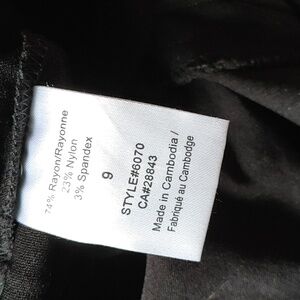 74% Rayon/Rayonne
23% Nylon
3% Spandex
9
STYLE#6070
CA#28843
Made in Cambodia /
Fabriqué au Cambodge